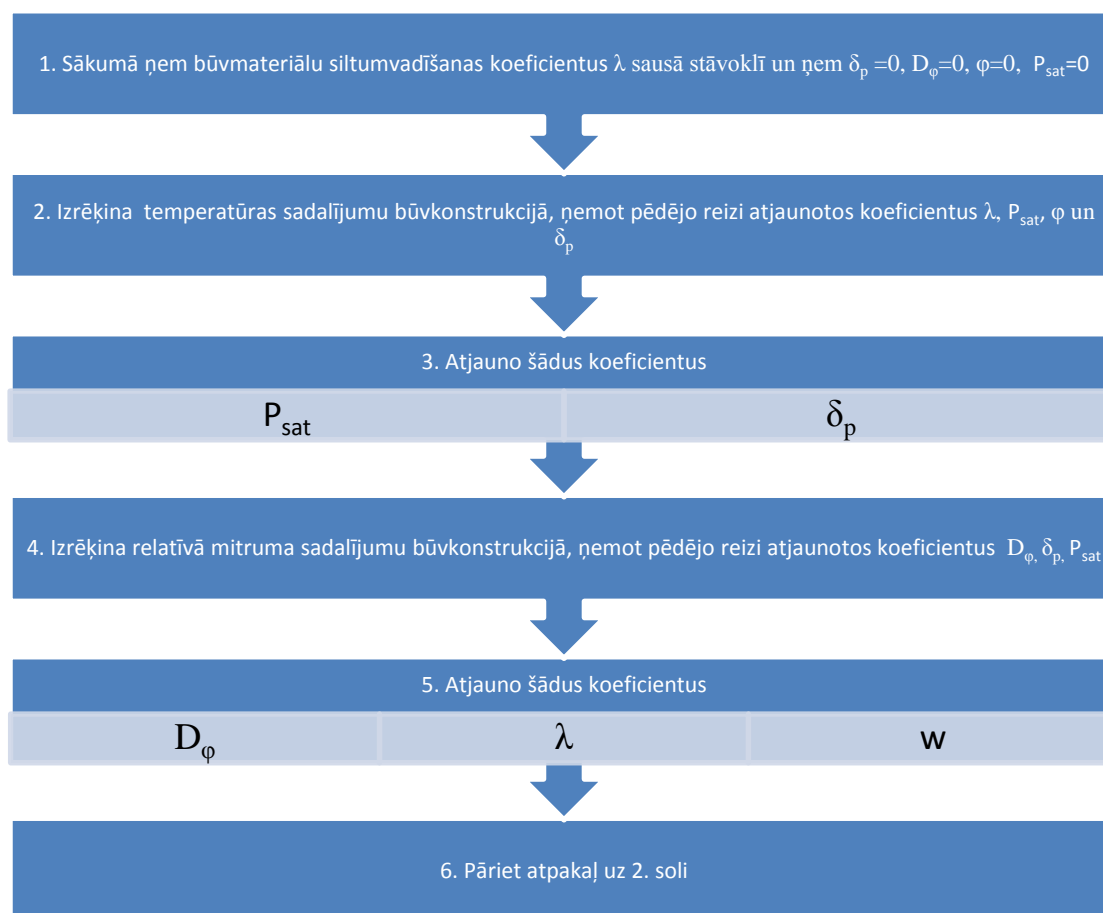 1. Sākumā ņem būvmateriālu siltumvadīšanas koeficientus λ sausā stāvoklī un ņem δp =0, Dφ=0, φ=0, Psat=0
2. Izrēķina temperatūras sadalījumu būvkonstrukcijā, ņemot pēdējo reizi atjaunotos koeficientus λ, Psat, φ un
δp
3. Atjauno šādus koeficientus
Psat δp
4. Izrēķina relatīvā mitruma sadalījumu būvkonstrukcijā, ņemot pēdējo reizi atjaunotos koeficientus Dφ, δp, Psat
5. Atjauno šādus koeficientus
Dφ λ w
6. Pāriet atpakaļ uz 2. soli